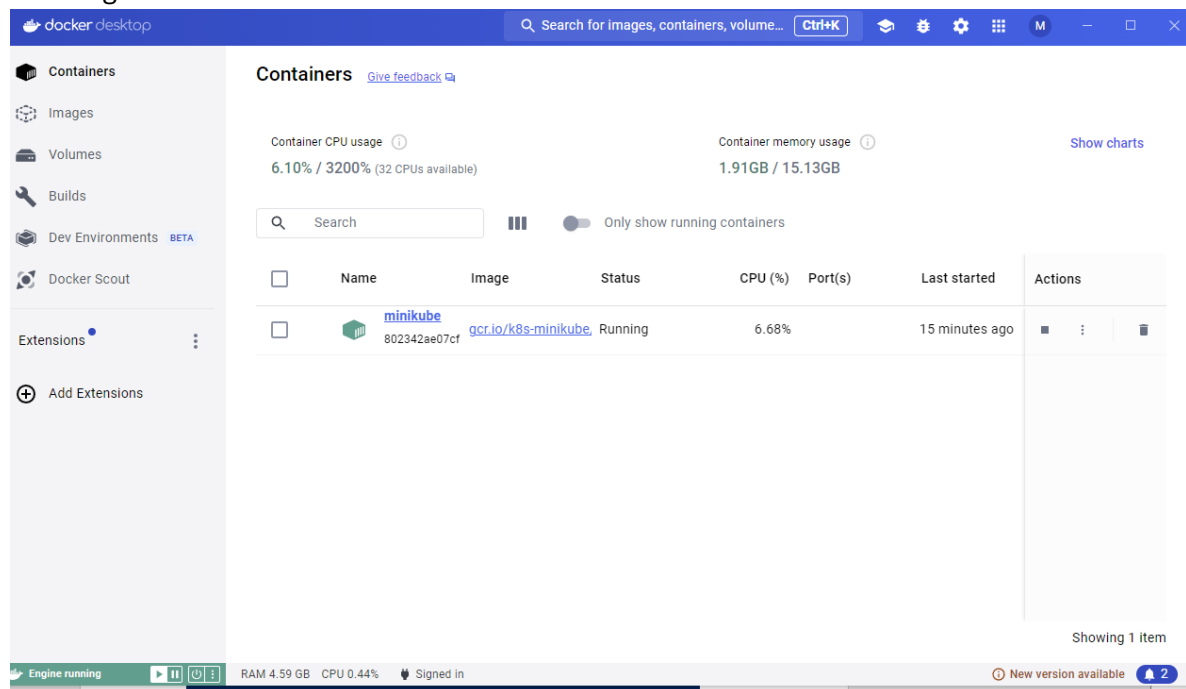 docker desktop
Search for images, containers, volume... Ctrl+K
M
Containers
Images
Volumes
Builds
Dev Environments BETA
Docker Scout
Extensions
Add Extensions
Containers Give feedback
Container CPU usage
6.10% / 3200% (32 CPUs available)
Container memory usage
1.91GB / 15.13GB
Show charts
Search
Only show running containers
Name Image Status CPU (%) Port(s) Last started Actions
minikube
802342ae07cf
gcr.io/k8s-minikube, Running 6.68% 15 minutes ago
Showing 1 item
Engine running RAM 4.59 GB CPU 0.44% Signed in New version available 2